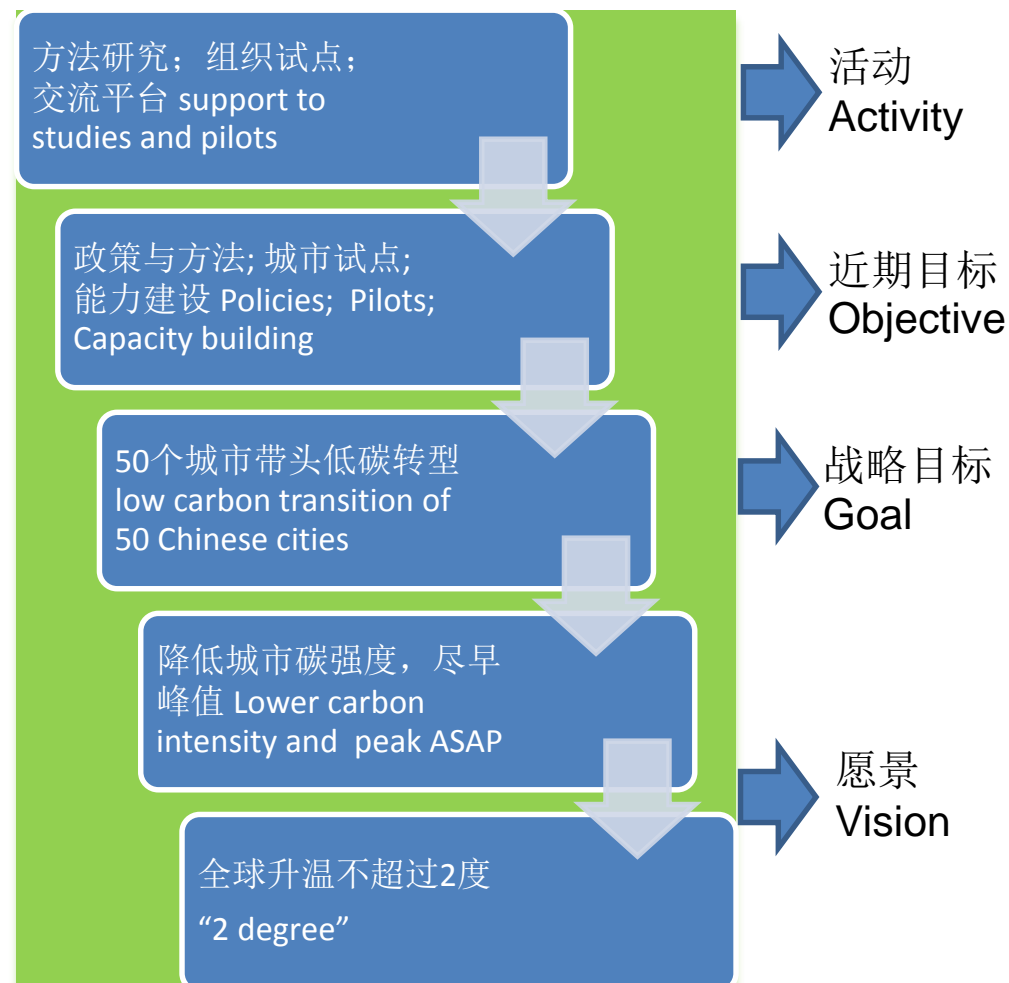 方法研究；组织试点；
交流平台 support to
studies and pilots
活动
Activity
政策与方法; 城市试点;
能力建设 Policies;  Pilots;
Capacity building
近期目标
Objective
50个城市带头低碳转型
low carbon transition of
50 Chinese cities
战略目标
Goal
降低城市碳强度，尽早
峰值 Lower carbon
intensity and  peak ASAP
愿景
Vision
全球升温不超过2度
“2 degree”